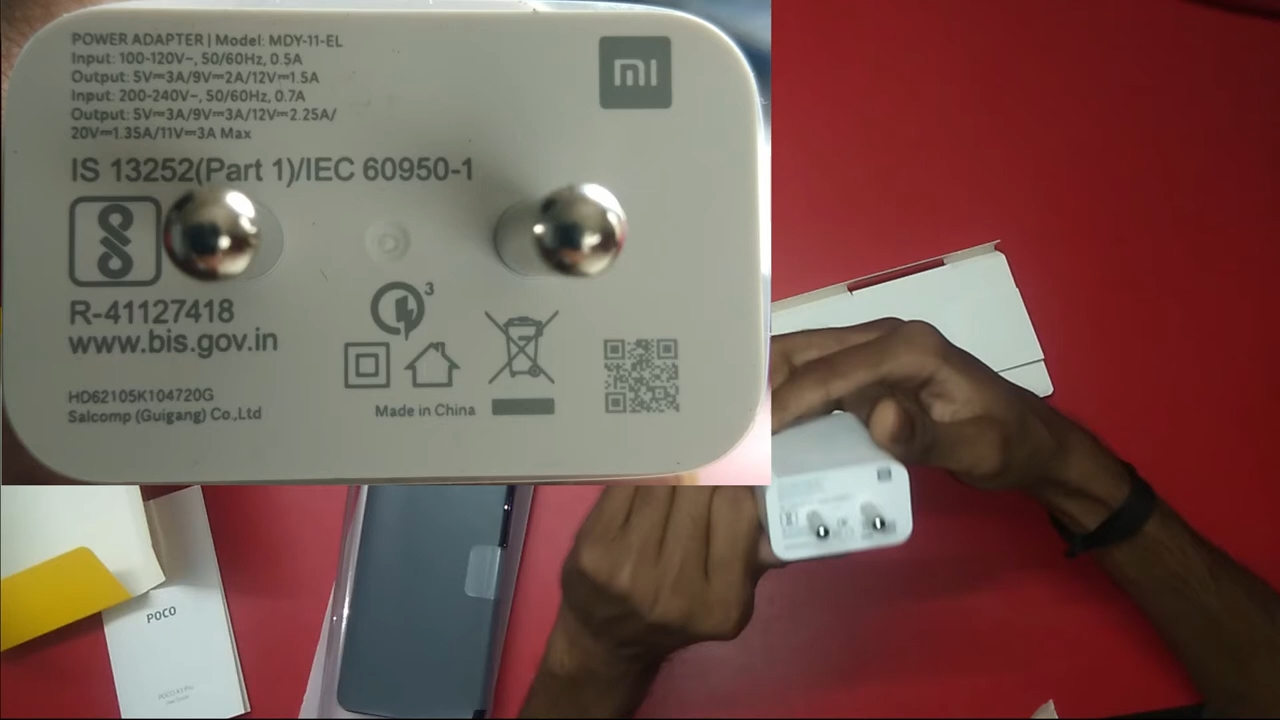 POWER ADAPTER | Model: MDY-11-EL
Input: 100-120V~, 50/60Hz, 0.5A
Output: 5V⎓3A/9V⎓2A/12V⎓1.5A
Input: 200-240V~, 50/60Hz, 0.7A
Output: 5V⎓3A/9V⎓3A/12V⎓2.25A/
20V⎓1.35A/11V⎓3A Max
mi
IS 13252(Part 1)/IEC 60950-1
R-41127418
www.bis.gov.in
3
HD62105K104720G
Salcomp (Guigang) Co.,Ltd
Made in China
POCO